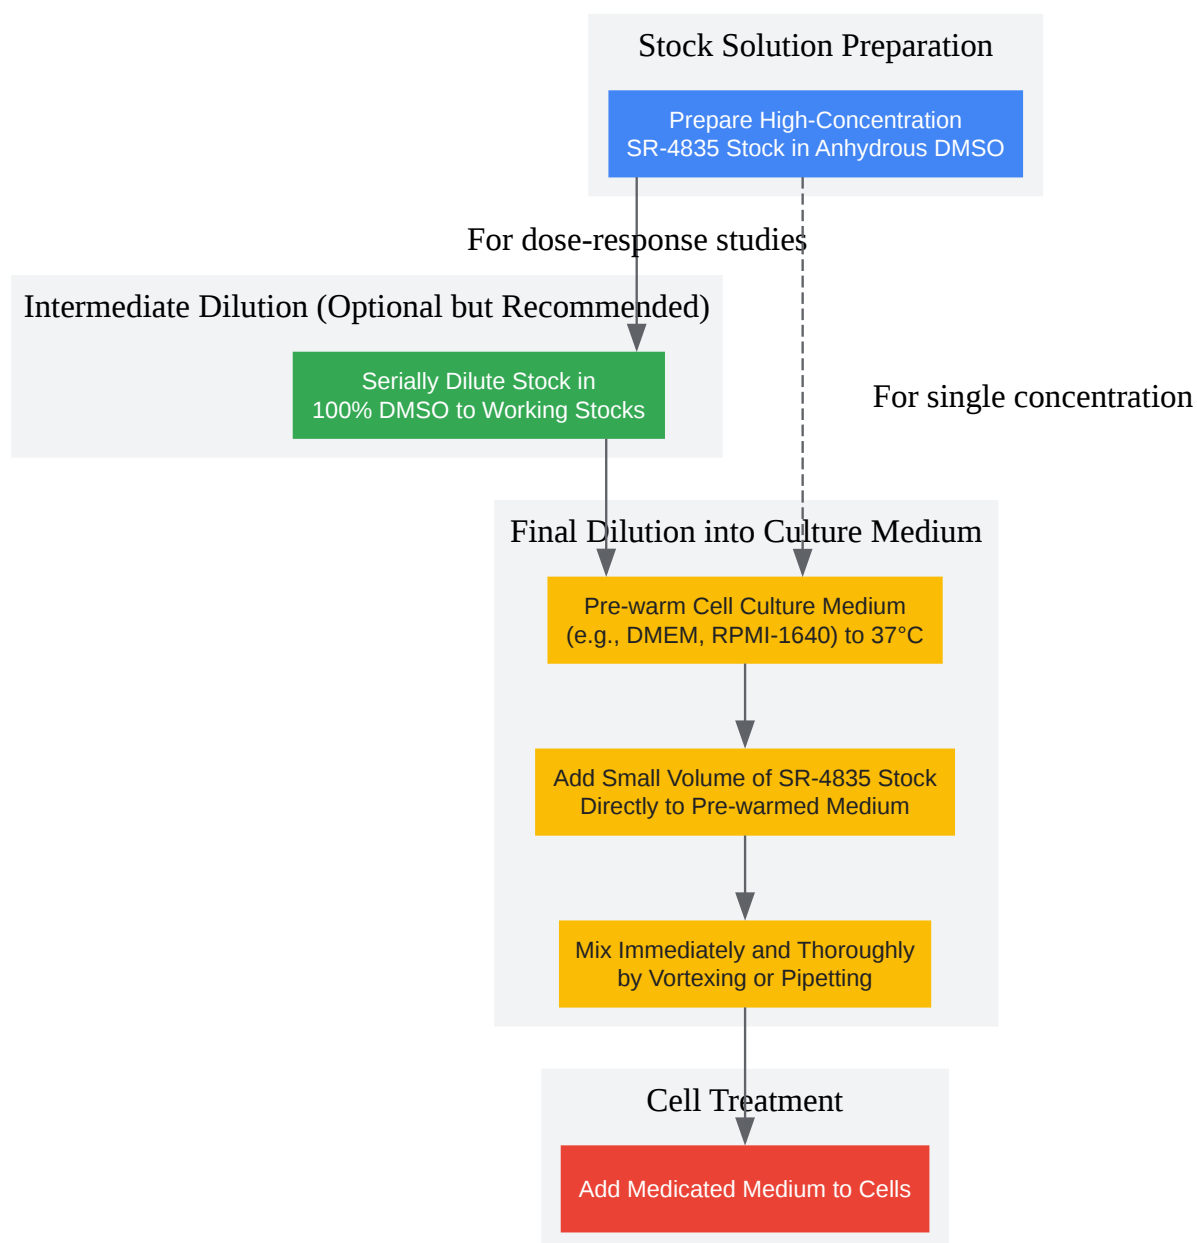 Stock Solution Preparation
Prepare High-Concentration
SR-4835 Stock in Anhydrous DMSO
For dose-response studies
Intermediate Dilution (Optional but Recommended)
Serially Dilute Stock in
100% DMSO to Working Stocks
For single concentration
Final Dilution into Culture Medium
Pre-warm Cell Culture Medium
(e.g., DMEM, RPMI-1640) to 37°C
Add Small Volume of SR-4835 Stock
Directly to Pre-warmed Medium
Mix Immediately and Thoroughly
by Vortexing or Pipetting
Cell Treatment
Add Medicated Medium to Cells